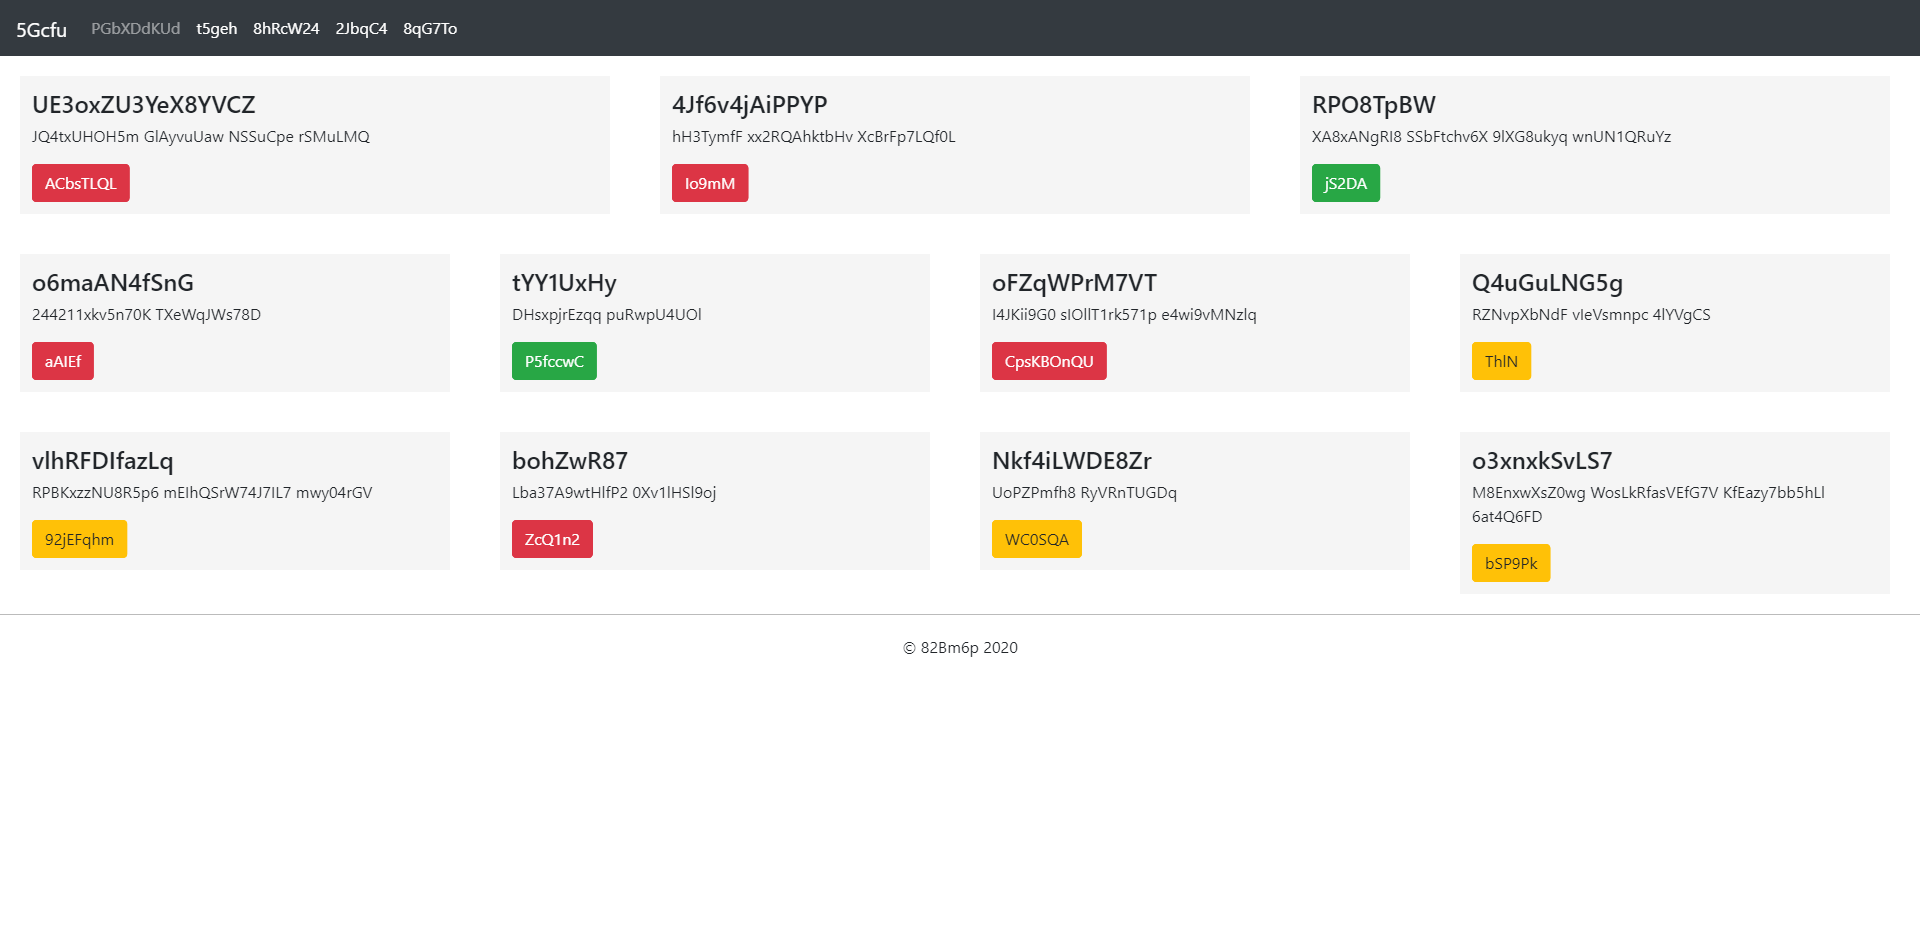 5Gcfu PGbXDdKUd t5geh 8hRcW24 2JbqC4 8qG7To
UE3oxZU3YeX8YVCZ
JQ4txUHOH5m GlAyvuUaw NSSuCpe rSMuLMQ
ACbsTLQL
4Jf6v4jAiPPYP
hH3TymfF xx2RQAhktbHv XcBrFp7LQf0L
Io9mM
RPO8TpBW
XA8xANgRI8 SSbFtchv6X 9lXG8ukyq wnUN1QRuYz
jS2DA
o6maAN4fSnG
244211xkv5n70K TXeWqJWs78D
aAIEf
tYY1UxHy
DHsxpjrEzqq puRwpU4UOl
P5fccwC
oFZqWPrM7VT
I4JKii9G0 sIOllT1rk571p e4wi9vMNzIq
CpsKBOnQU
Q4uGuLNG5g
RZNvpXbNdF vIeVsmnpc 4lYVgCS
ThlN
vlhRFDIfazLq
RPBKxzzNU8R5p6 mEIhQSrW74J7IL7 mwy04rGV
92jEFqhm
bohZwR87
Lba37A9wtHlfP2 0Xv1lHSl9oj
ZcQ1n2
Nkf4iLWDE8Zr
UoPZPmfh8 RyVRnTUGDq
WC0SQA
o3xnxkSvLS7
M8EnxwXsZ0wg WosLkRfasVEfG7V KfEazy7bb5hLl
6at4Q6FD
bSP9Pk
© 82Bm6p 2020